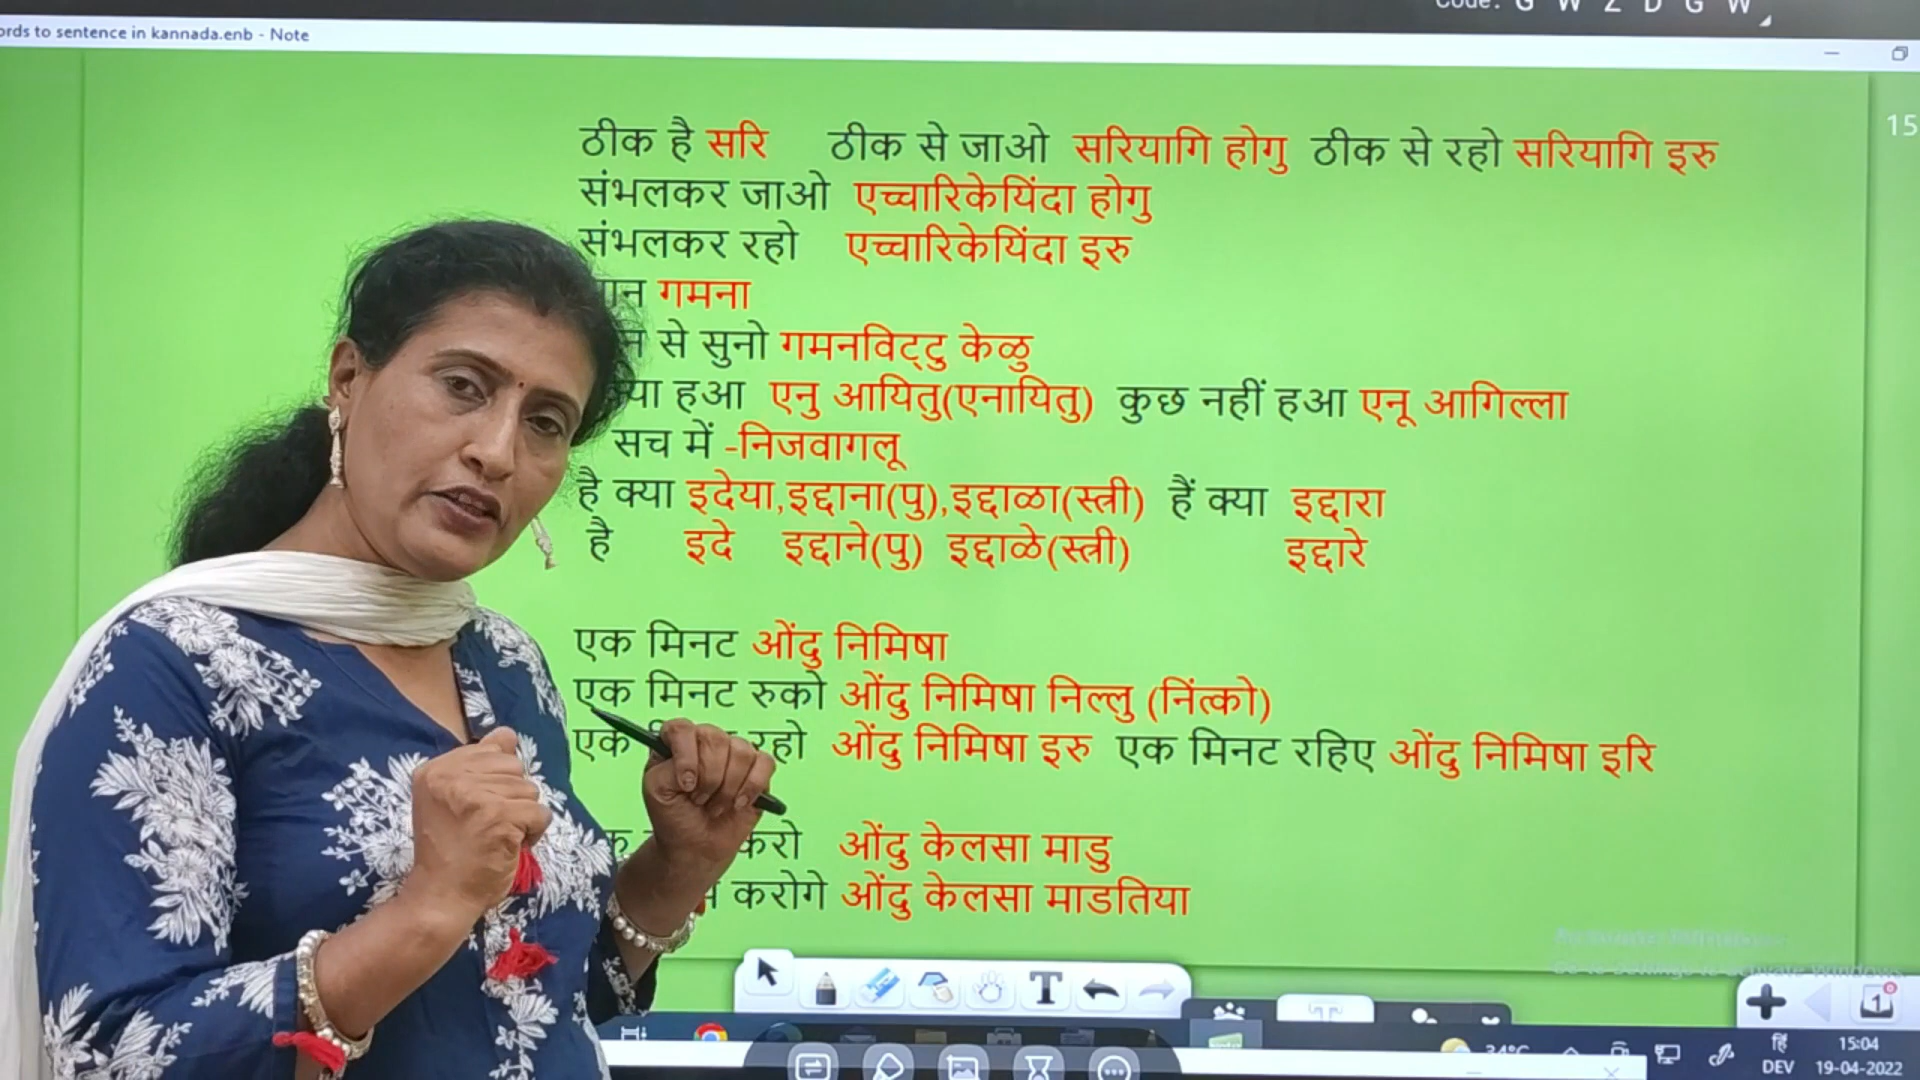 Code: G W Z D G W
ords to sentence in kannada.enb - Note
15
ठीक है सरि ठीक से जाओ सरियागि होगु ठीक से रहो सरियागि इरु
संभलकर जाओ एच्चारिकेयिंदा होगु
संभलकर रहो एच्चारिकेयिंदा इरु
गमना
से सुनो गमनविट्टु केळु
हुआ एनु आयितु(एनायितु) कुछ नहीं हुआ एनू आगिल्ला
सच में -निजवागलू
है क्या इदेया,इद्दाना(पु),इद्दाळा(स्त्री) हैं क्या इद्दारा
है इदे इद्दाने(पु) इद्दाळे(स्त्री) इद्दारे
एक मिनट ओंदु निमिषा
एक मिनट रुको ओंदु निमिषा निल्लु (निंत्को)
एक रहो ओंदु निमिषा इरु एक मिनट रहिए ओंदु निमिषा इरि
करो ओंदु केलसा माडु
करोगे ओंदु केलसा माडतिया
T
1
34°C
हिं
DEV
15:04
19-04-2022